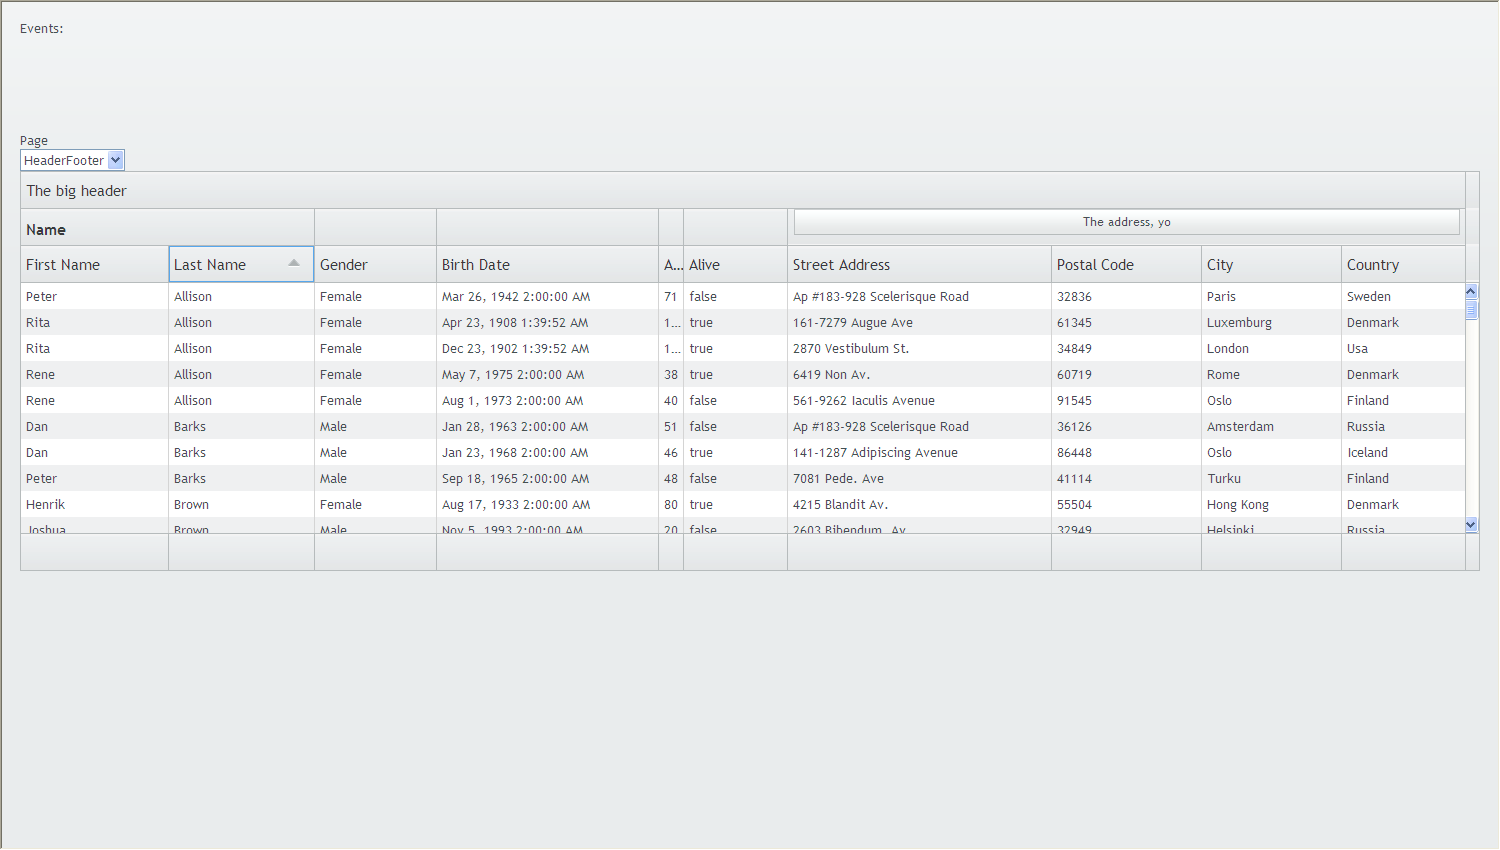 Events:
Page
HeaderFooter
The big header
Name The address, yo
First Name Last Name Gender Birth Date A... Alive Street Address Postal Code City Country
Peter Allison Female Mar 26, 1942 2:00:00 AM 71 false Ap #183-928 Scelerisque Road 32836 Paris Sweden
Rita Allison Female Apr 23, 1908 1:39:52 AM 1... true 161-7279 Augue Ave 61345 Luxemburg Denmark
Rita Allison Female Dec 23, 1902 1:39:52 AM 1... true 2870 Vestibulum St. 34849 London Usa
Rene Allison Female May 7, 1975 2:00:00 AM 38 true 6419 Non Av. 60719 Rome Denmark
Rene Allison Female Aug 1, 1973 2:00:00 AM 40 false 561-9262 Iaculis Avenue 91545 Oslo Finland
Dan Barks Male Jan 28, 1963 2:00:00 AM 51 false Ap #183-928 Scelerisque Road 36126 Amsterdam Russia
Dan Barks Male Jan 23, 1968 2:00:00 AM 46 true 141-1287 Adipiscing Avenue 86448 Oslo Iceland
Peter Barks Male Sep 18, 1965 2:00:00 AM 48 false 7081 Pede. Ave 41114 Turku Finland
Henrik Brown Female Aug 17, 1933 2:00:00 AM 80 true 4215 Blandit Av. 55504 Hong Kong Denmark
Joshua Brown Male Nov 5, 1993 2:00:00 AM 20 false 2603 Bibendum. Av 32949 Helsinki Russia